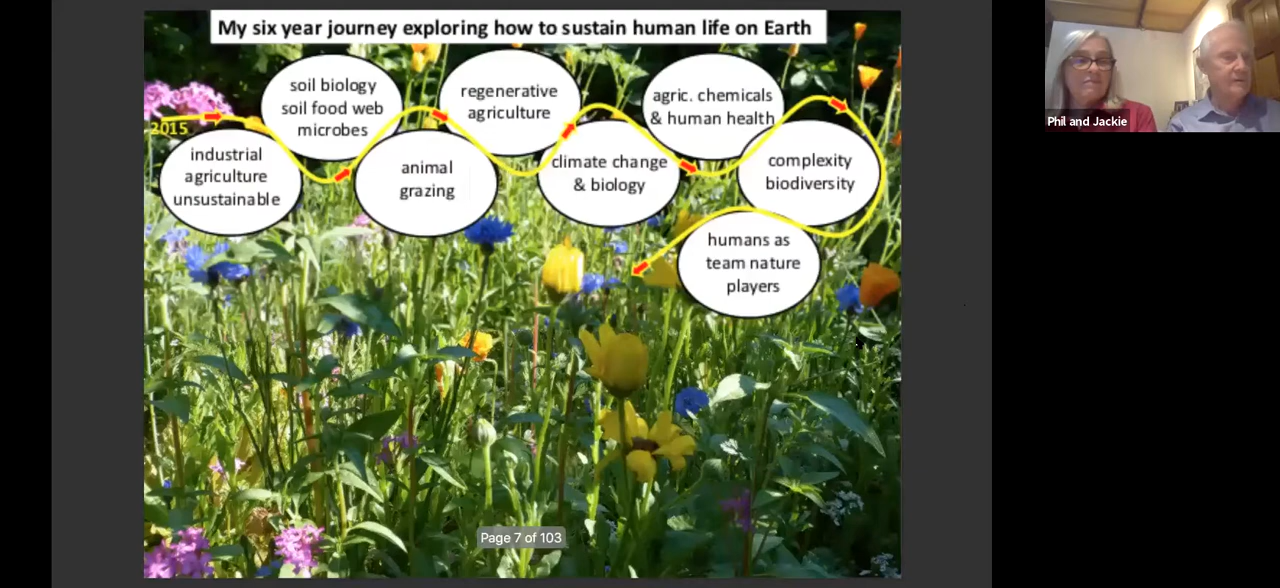 My six year journey exploring how to sustain human life on Earth
2015
industrial
agriculture
unsustainable
soil biology
soil food web
microbes
animal
grazing
regenerative
agriculture
climate change
& biology
agric. chemicals
& human health
complexity
biodiversity
humans as
team nature
players
Page 7 of 103
Phil and Jackie